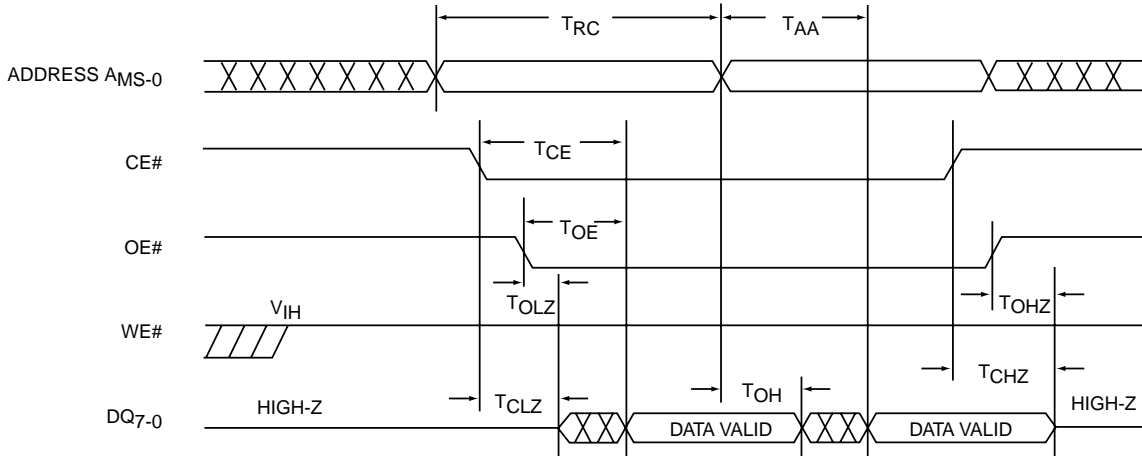 TRC TAA
ADDRESS AMS-0
CE# TCE
OE# TOE
TOLZ TOHZ
WE# VIH
TCLZ TOH TCHZ
DQ7-0 HIGH-Z DATA VALID DATA VALID HIGH-Z